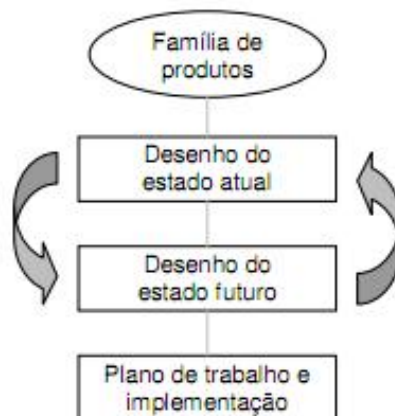 Família de
produtos
Desenho do
estado atual
Desenho do
estado futuro
Plano de trabalho e
implementação